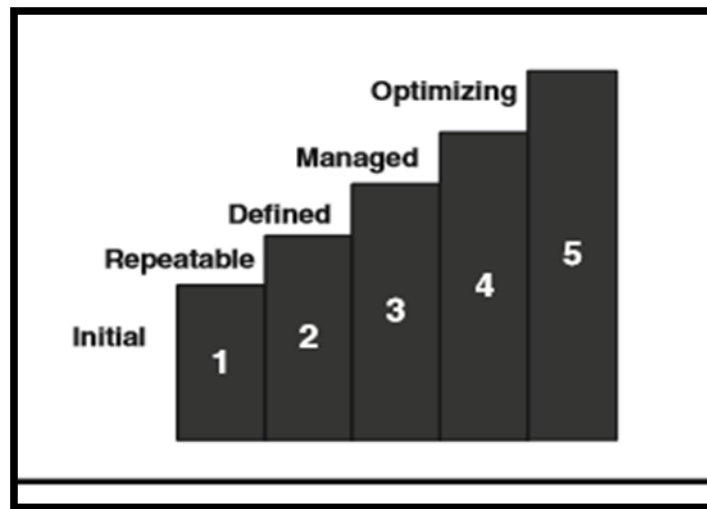 Optimizing
Managed
Defined
Repeatable
Initial
1
2
3
4
5